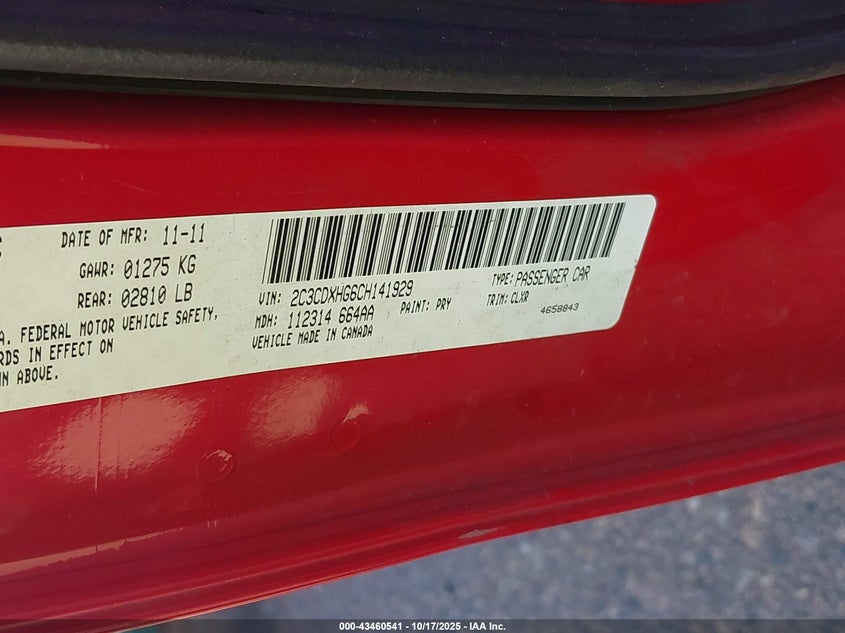 DATE OF MFR: 11-11
GAWR: 01275 KG
REAR: 02810 LB
A. FEDERAL MOTOR VEHICLE SAFETY,
RDS IN EFFECT ON
IN ABOVE.
VIN: 2C3CDXHG6CH141929
TYPE: PASSENGER CAR
MDH: 112314 664AA
PAINT: PRY
TRIM: CLXR
VEHICLE MADE IN CANADA
4658843
000-43460541 - 10/17/2025 - IAA Inc.